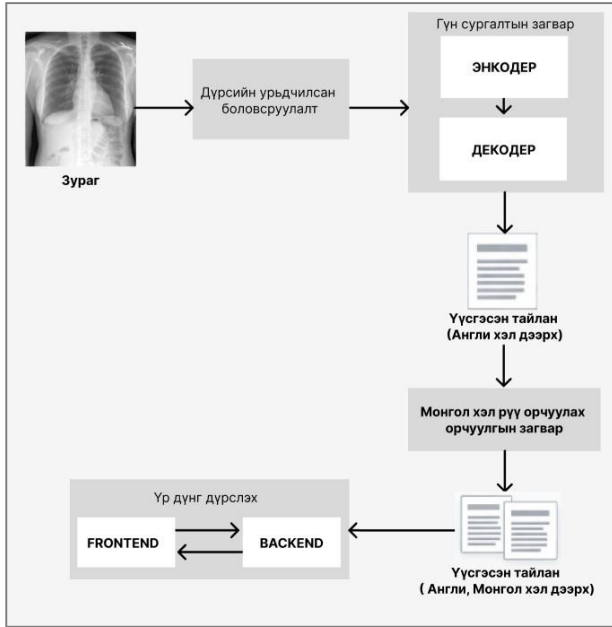 Гүн сургалтын загвар
ЭНКОДЕР
Дүрсийн урьдчилсан
боловсруулалт
ДЕКОДЕР
Зураг
Үүсгэсэн тайлан
(Англи хэл дээрх)
Монгол хэл рүү орчуулах
орчуулгын загвар
Үр дүнг дүрслэх
FRONTEND
BACKEND
Үүсгэсэн тайлан
( Англи, Монгол хэл дээрх)